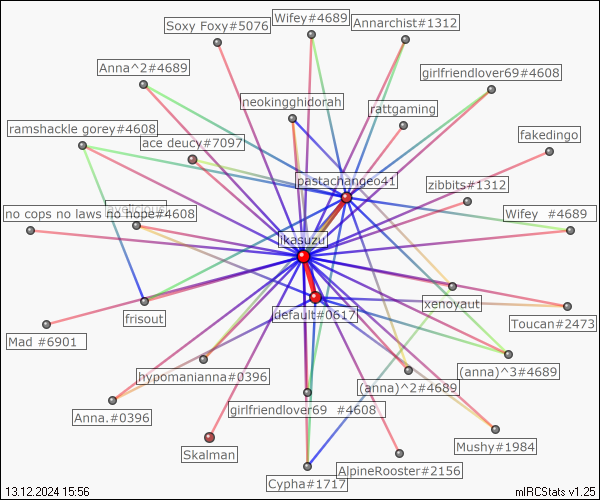 Soxy Foxy#5076
Wifey#4689
Annarchist#1312
Anna^2#4689
girlfriendlover69#4608
neokingghidorah
rattgaming
ramshackle gorey#4608
ace deucy#7097
fakedingo
pastachangeo41
zibbits#1312
no cops no laws no hope#4608
Wifey #4689
jkasuzu
xenoyaut
frisout
default#0617
Toucan#2473
Mad #6901
(anna)^3#4689
hypomanianna#0396
(anna)^2#4689
girlfriendlover69 #4608
Anna.#0396
Mushy#1984
Skalman
AlpineRooster#2156
Cypha#1717
13.12.2024 15:56
mIRCStats v1.25